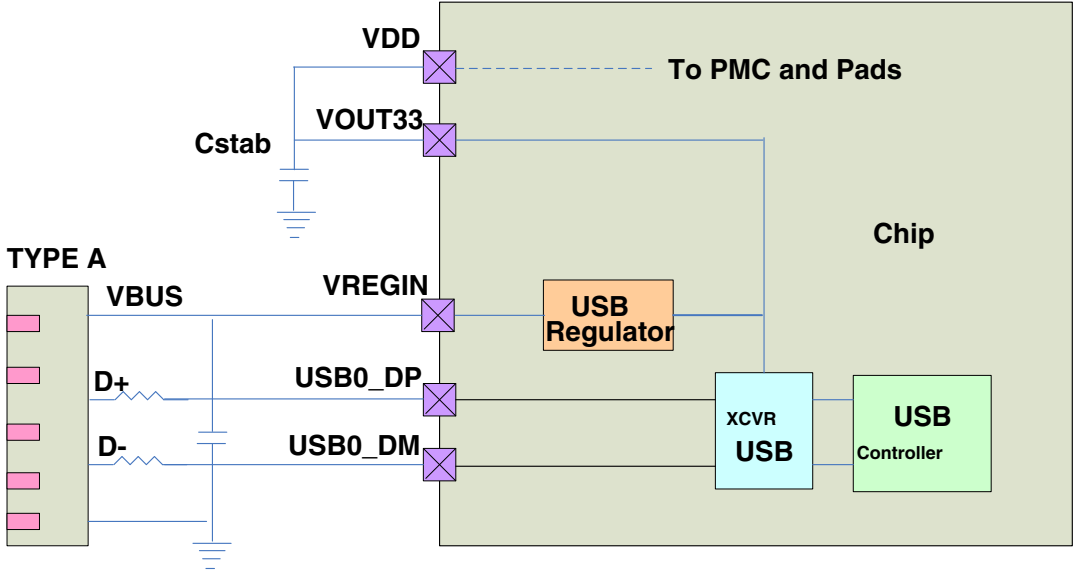 VDD
To PMC and Pads
VOUT33
Cstab
Chip
TYPE A
VBUS
VREGIN
USB
Regulator
D+
USB0_DP
XCVR
USB
USB
Controller
D-
USB0_DM